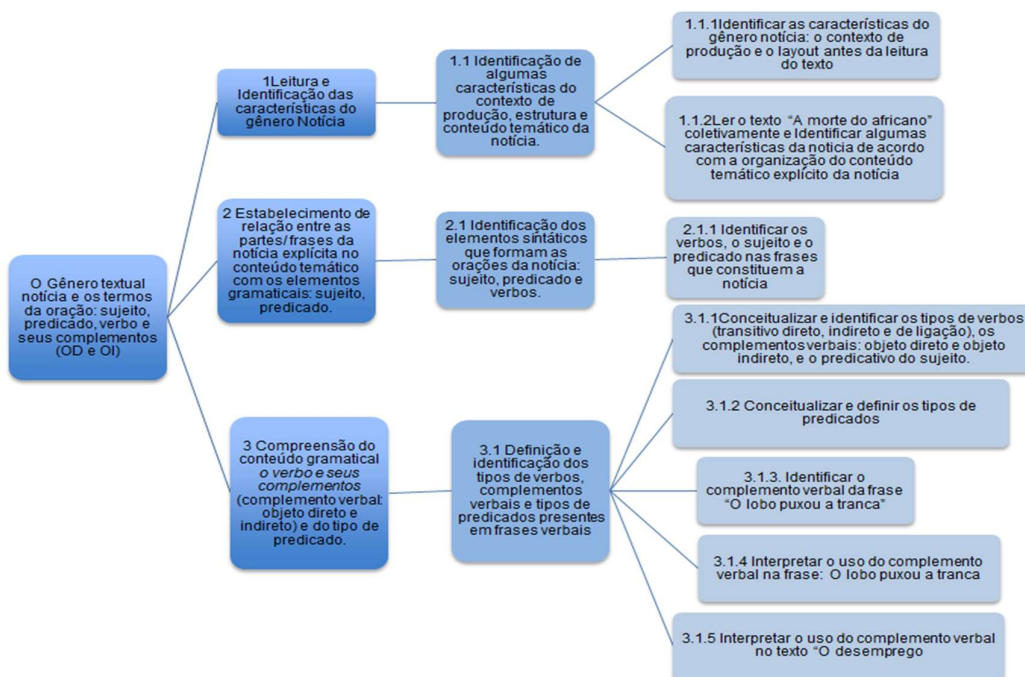 O Gênero textual
notícia e os termos
da oração: sujeito,
predicado, verbo e
seus complementos
(OD e OI)
1Leitura e
Identificação das
características do
gênero Notícia
1.1 Identificação de
algumas
características do
contexto de
produção, estrutura e
conteúdo temático da
notícia.
1.1.1Identificar as características do
gênero notícia: o contexto de
produção e o layout antes da leitura
do texto
1.1.2Ler o texto “A morte do africano”
coletivamente e Identificar algumas
características da noticia de acordo
com a organização do conteúdo
temático explícito da notícia
2 Estabelecimento de
relação entre as
partes/frases da
notícia explícita no
conteúdo temático
com os elementos
gramaticais: sujeito,
predicado.
2.1 Identificação dos
elementos sintáticos
que formam as
orações da notícia:
sujeito, predicado e
verbos.
2.1.1 Identificar os
verbos, o sujeito e o
predicado nas frases
que constituem a
notícia
3 Compreensão do
conteúdo gramatical
o verbo e seus
complementos
(complemento verbal:
objeto direto e
indireto) e do tipo de
predicado.
3.1 Definição e
identificação dos
tipos de verbos,
complementos
verbais e tipos de
predicados presentes
em frases verbais
3.1.1Conceitualizar e identificar os tipos de verbos
(transitivo direto, indireto e de ligação), os
complementos verbais: objeto direto e objeto
indireto, e o predicativo do sujeito.
3.1.2 Conceitualizar e definir os tipos de
predicados
3.1.3. Identificar o
complemento verbal da frase
“O lobo puxou a tranca”
3.1.4 Interpretar o uso do complemento
verbal na frase: O lobo puxou a tranca
3.1.5 Interpretar o uso do complemento verbal
no texto “O desemprego